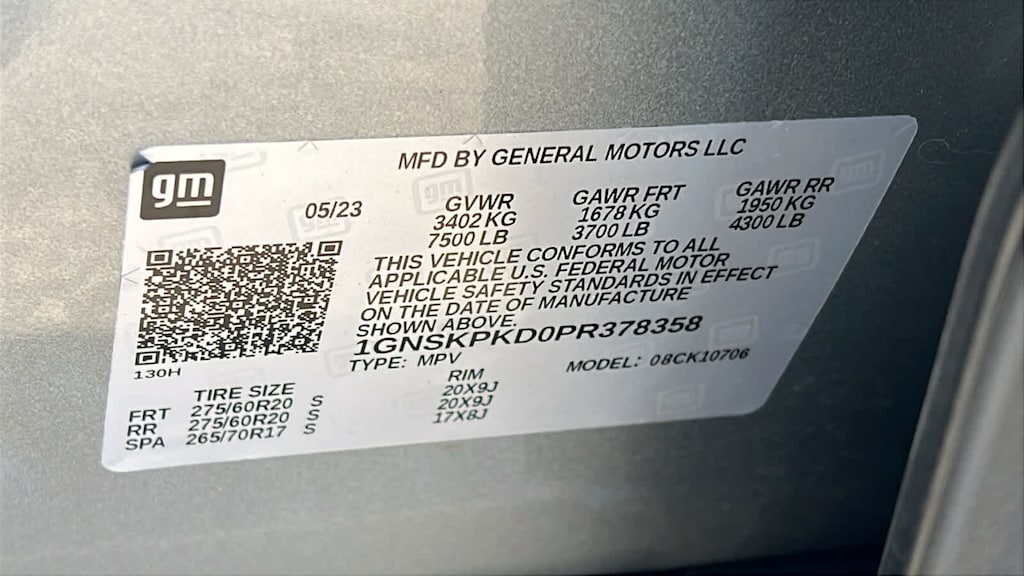 MFD BY GENERAL MOTORS LLC
gm
05/23
GVWR GAWR FRT GAWR RR
3402 KG 1678 KG 1950 KG
7500 LB 3700 LB 4300 LB
THIS VEHICLE CONFORMS TO ALL
APPLICABLE U.S. FEDERAL MOTOR
VEHICLE SAFETY STANDARDS IN EFFECT
ON THE DATE OF MANUFACTURE
SHOWN ABOVE.
1GNSKPKD0PR378358
TYPE: MPV MODEL: 08CK10706
130H
TIRE SIZE RIM
FRT 275/60R20 S 20X9J
RR 275/60R20 S 20X9J
SPA 265/70R17 S 17X8J